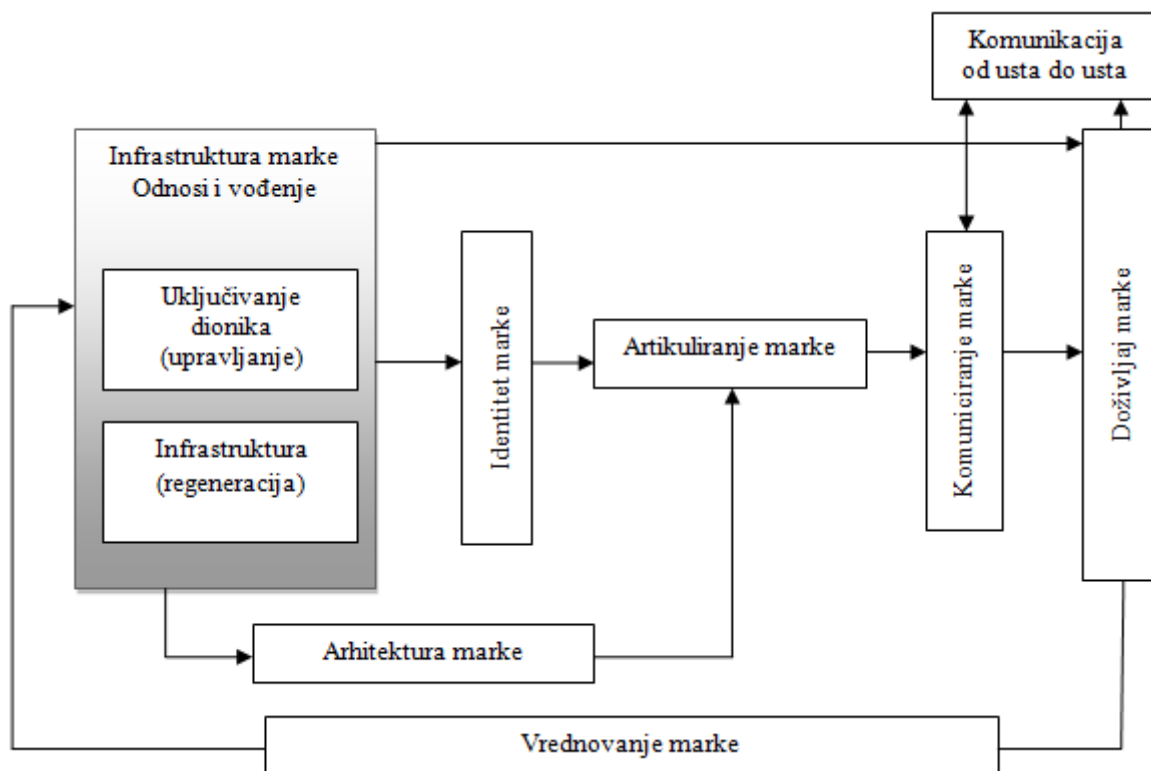 Komunikacija
od usta do usta
Infrastruktura marke
Odnosi i vođenje
Uključivanje
dionika
(upravljanje)
Infrastruktura
(regeneracija)
Identitet marke
Artikuliranje marke
Komuniciranje marke
Doživljaj marke
Arhitektura marke
Vrednovanje marke